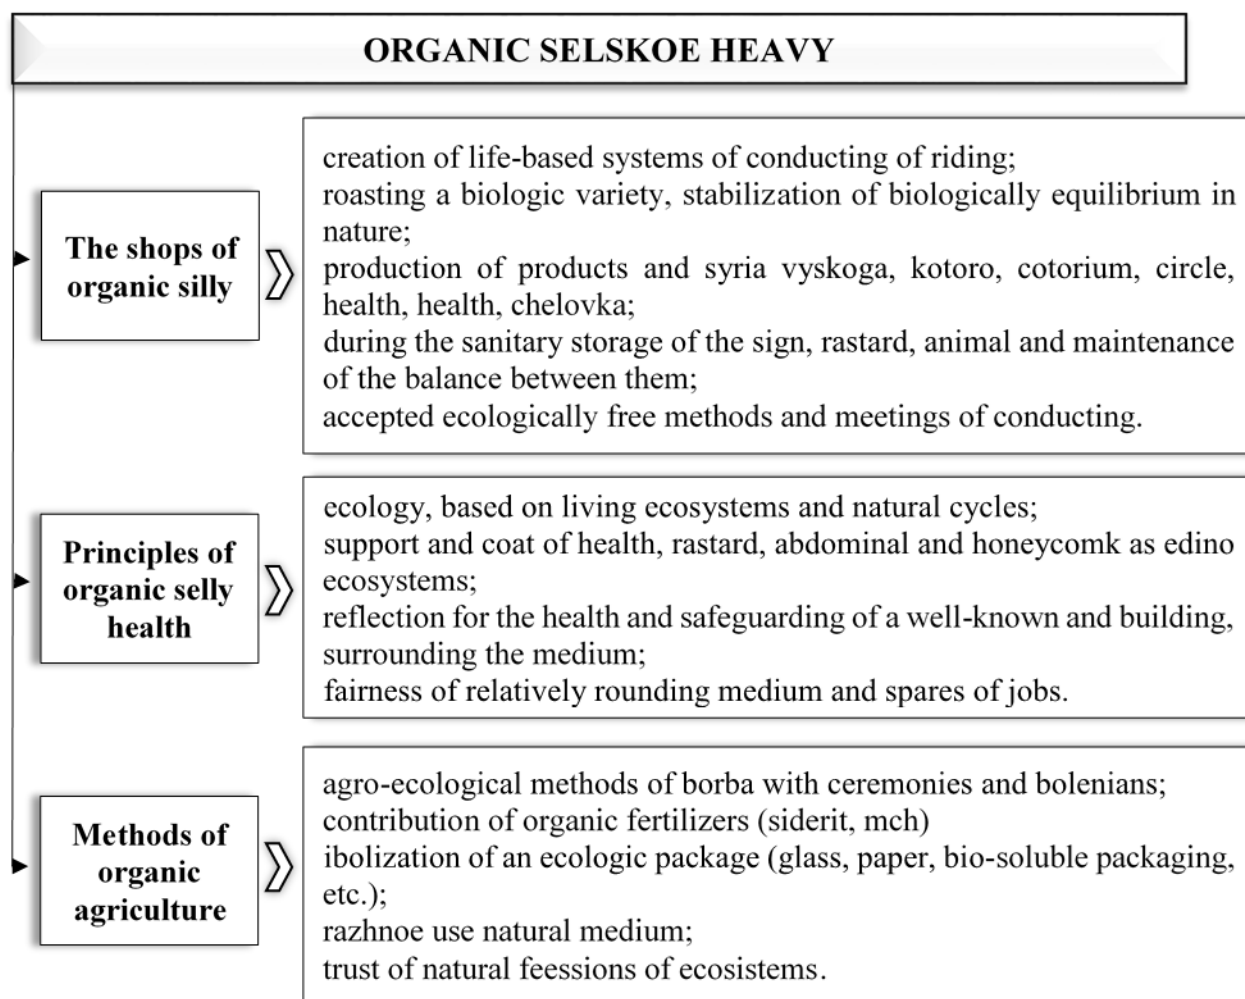 ORGANIC SELSKOE HEAVY
The shops of
organic silly
creation of life-based systems of conducting of riding;
roasting a biologic variety, stabilization of biologically equilibrium in
nature;
production of products and syria vyskoga, kotoro, cotorium, circle,
health, health, chelovka;
during the sanitary storage of the sign, rastard, animal and maintenance
of the balance between them;
accepted ecologically free methods and meetings of conducting.
Principles of
organic selly
health
ecology, based on living ecosystems and natural cycles;
support and coat of health, rastard, abdominal and honeycomk as edino
ecosystems;
reflection for the health and safeguarding of a well-known and building,
surrounding the medium;
fairness of relatively rounding medium and spares of jobs.
Methods of
organic
agriculture
agro-ecological methods of borba with ceremonies and bolenians;
contribution of organic fertilizers (siderit, mch)
ibolization of an ecologic package (glass, paper, bio-soluble packaging,
etc.);
razhnoe use natural medium;
trust of natural feessions of ecosistems.